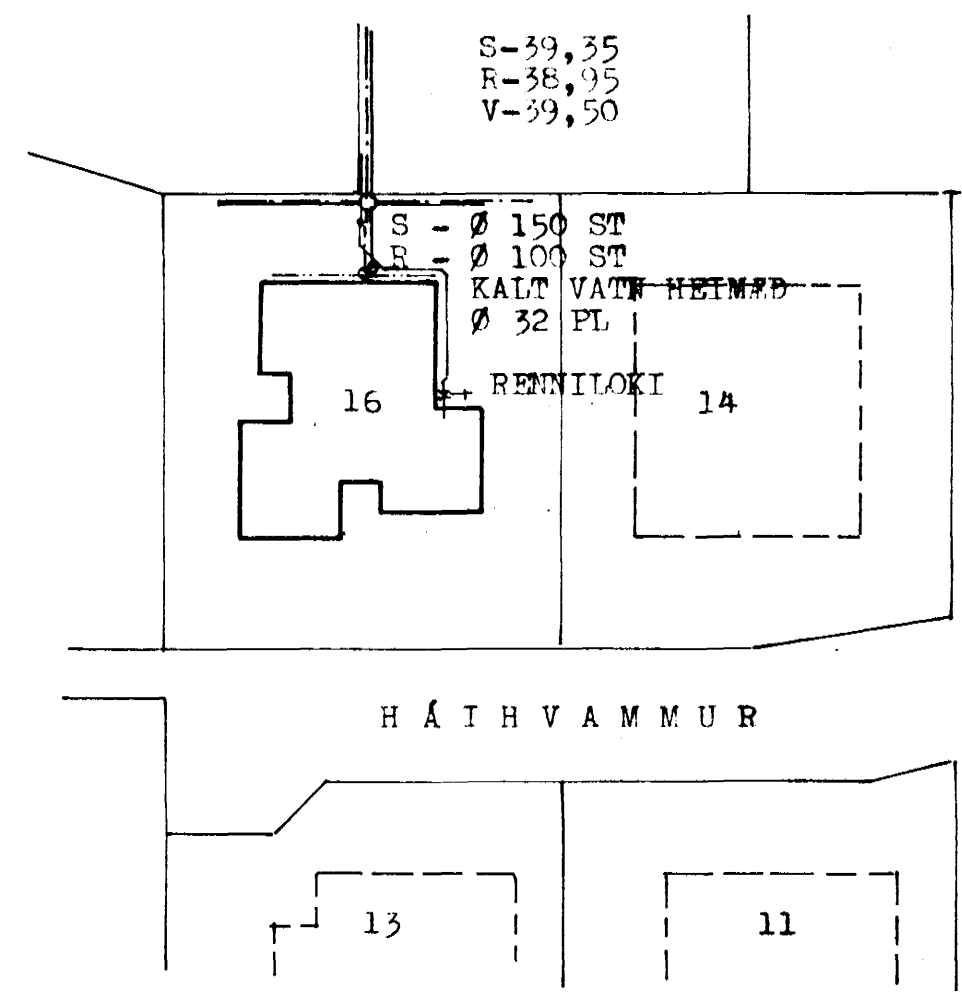 S-39,35
R-38,95
V-39,50
S - Ø 150 ST
R - Ø 100 ST
KALT VATN HEIMÆÐ
Ø 32 PL
RENNILOKI
16
14
HÁIHVAMMUR
13
11